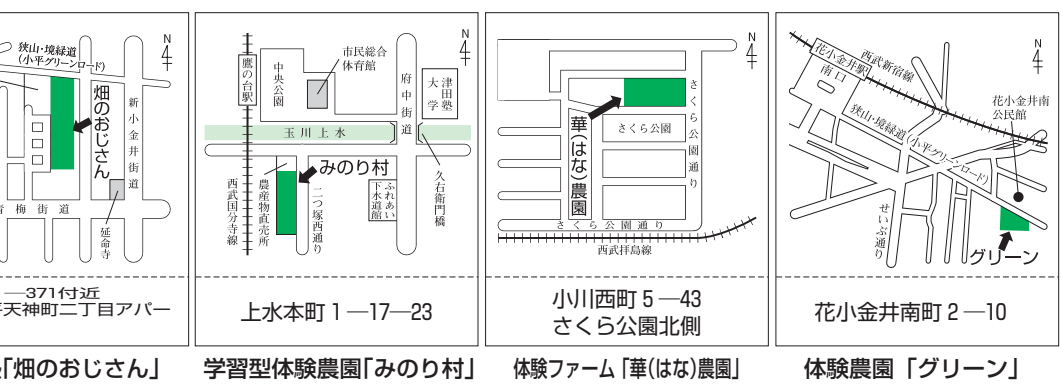 狭山・境緑道
(小平グリーンロード)
畑のおじさん
新小金井街道
梅街道
延命寺
N
―371付近
天神町二丁目アパー
「畑のおじさん」
鷹の台駅
中央公園
市民総合
体育館
府中街道
津田塾
大学
N
玉川上水
みのり村
西武国分寺線
農産物直売所
二つ塚西通り
ふれあい
下水道館
久右衛門橋
上水本町 1 ―17―23
学習型体験農園「みのり村」
N
さくら公園通り
さくら公園
華(はな)農園
さくら公園通り
西武拝島線
小川西町 5 ―43
さくら公園北側
体験ファーム「華(はな)農園」
花小金井駅
南口
西武新宿線
N
狭山・境緑道(小平グリーンロード)
花小金井南
公民館
せいぶ通り
グリーン
花小金井南町 2 ―10
体験農園「グリーン」